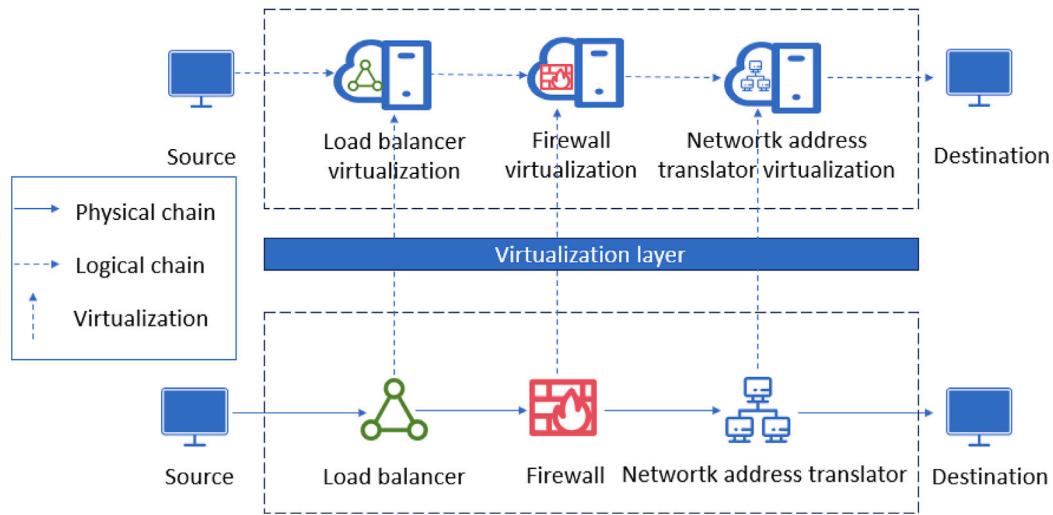 Source
Load balancer
virtualization
Firewall
virtualization
Networtk address
translator virtualization
Destination
Physical chain
Logical chain
Virtualization
Virtualization layer
Source
Load balancer
Firewall
Networtk address translator
Destination